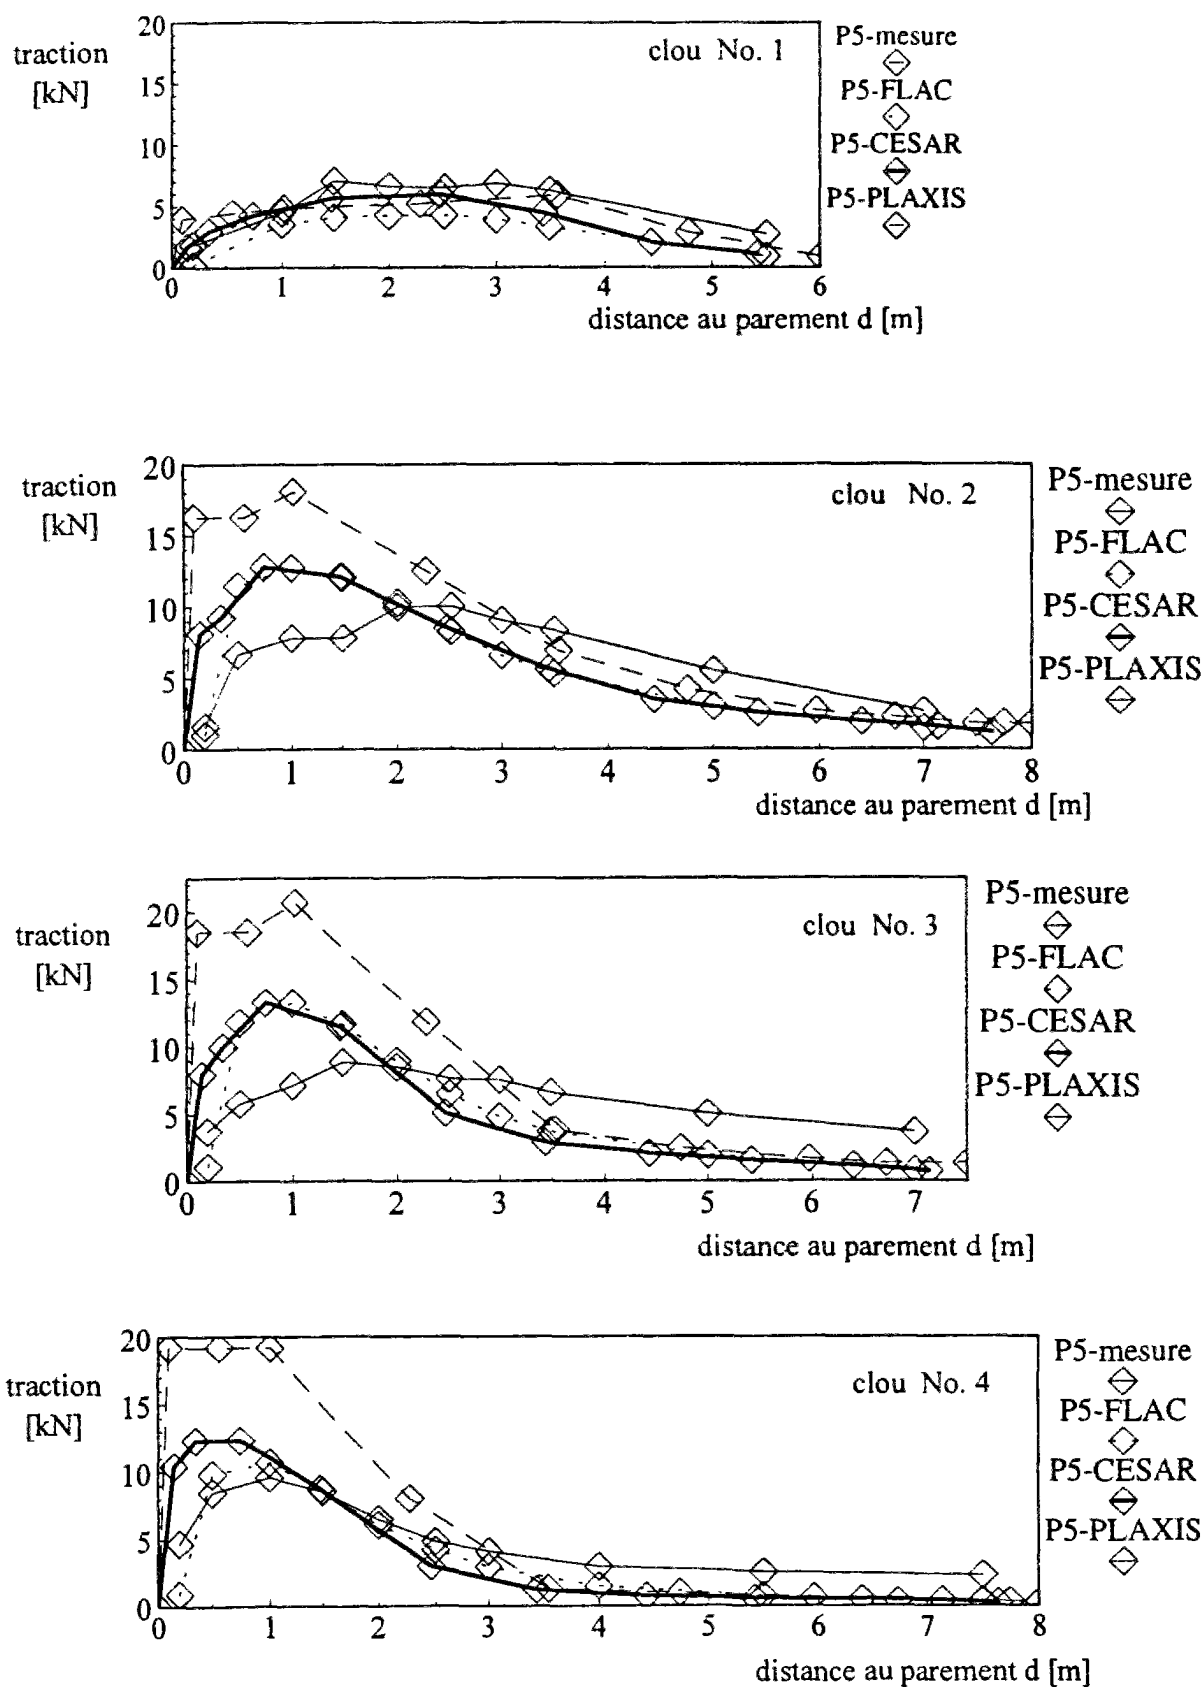 traction
[kN]
20
15
10
5
0
0 1 2 3 4 5 6
clou No. 1
distance au parement d [m]
P5-mesure
P5-FLAC
P5-CESAR
P5-PLAXIS
traction
[kN]
20
15
10
5
0
0 1 2 3 4 5 6 7 8
clou No. 2
distance au parement d [m]
P5-mesure
P5-FLAC
P5-CESAR
P5-PLAXIS
traction
[kN]
20
15
10
5
0
0 1 2 3 4 5 6 7
clou No. 3
distance au parement d [m]
P5-mesure
P5-FLAC
P5-CESAR
P5-PLAXIS
traction
[kN]
20
15
10
5
0
0 1 2 3 4 5 6 7 8
clou No. 4
distance au parement d [m]
P5-mesure
P5-FLAC
P5-CESAR
P5-PLAXIS